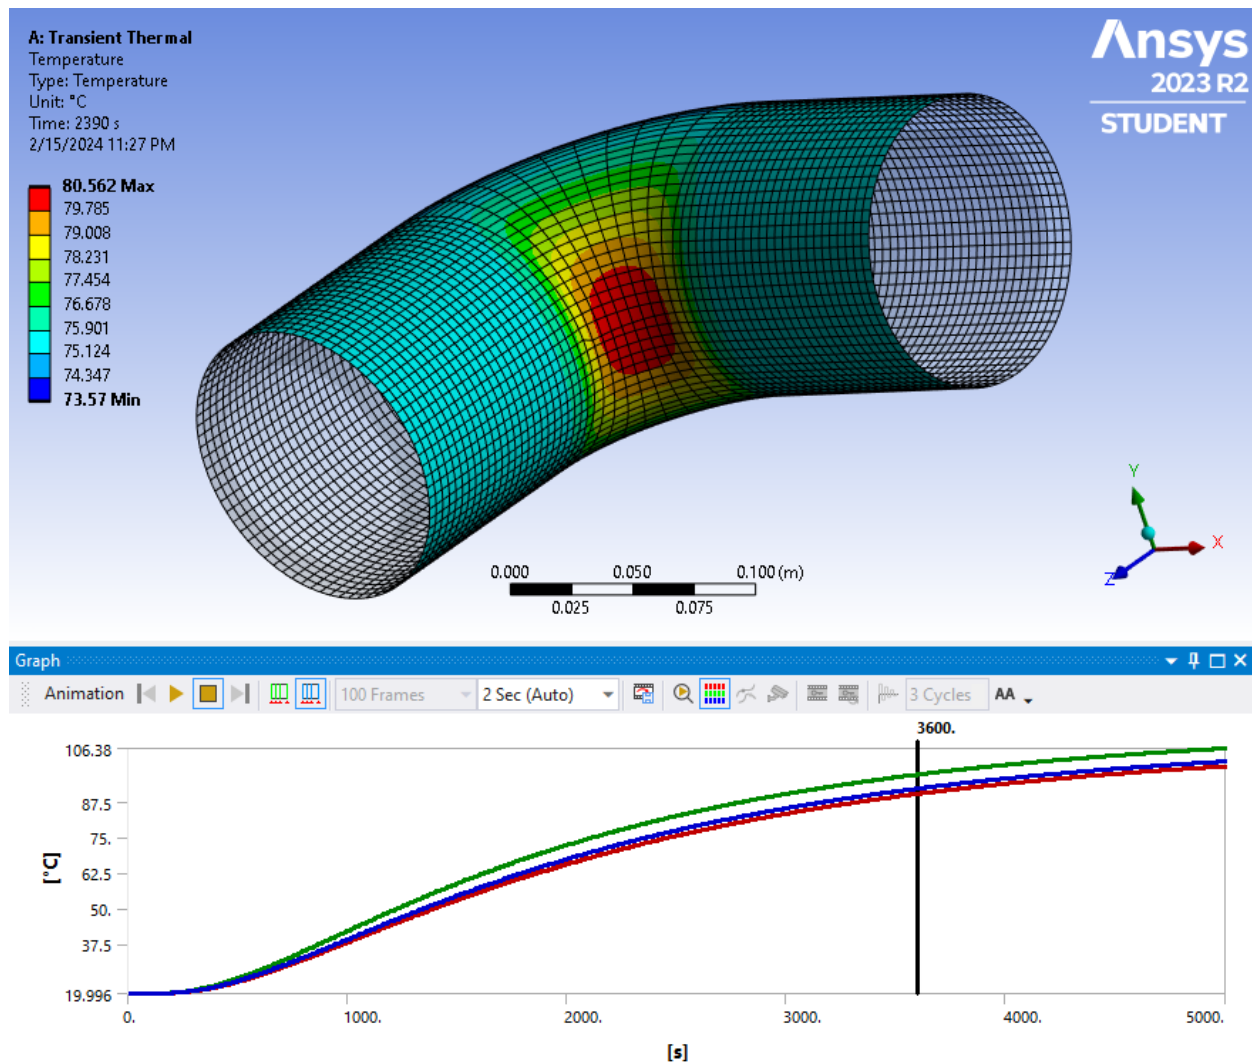 A: Transient Thermal
Temperature
Type: Temperature
Unit: °C
Time: 2390 s
2/15/2024 11:27 PM
Ansys
2023 R2
STUDENT
80.562 Max
79.785
79.008
78.231
77.454
76.678
75.901
75.124
74.347
73.57 Min
Y
X
Z
0.000 0.050 0.100 (m)
0.025 0.075
Graph
Animation 100 Frames 2 Sec (Auto) 3 Cycles AA
3600.
106.38
87.5
75.
62.5
50.
37.5
19.996
[°C]
0. 1000. 2000. 3000. 4000. 5000.
[s]